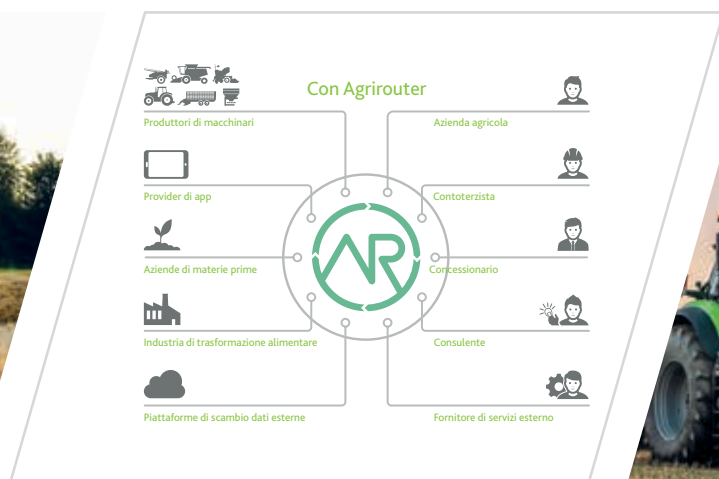 Con Agrirouter
Produttori di macchinari
Azienda agricola
Provider di app
Contoterzista
Aziende di materie prime
Concessionario
Industria di trasformazione alimentare
Consulente
Piattaforme di scambio dati esterne
Fornitore di servizi esterno
AR